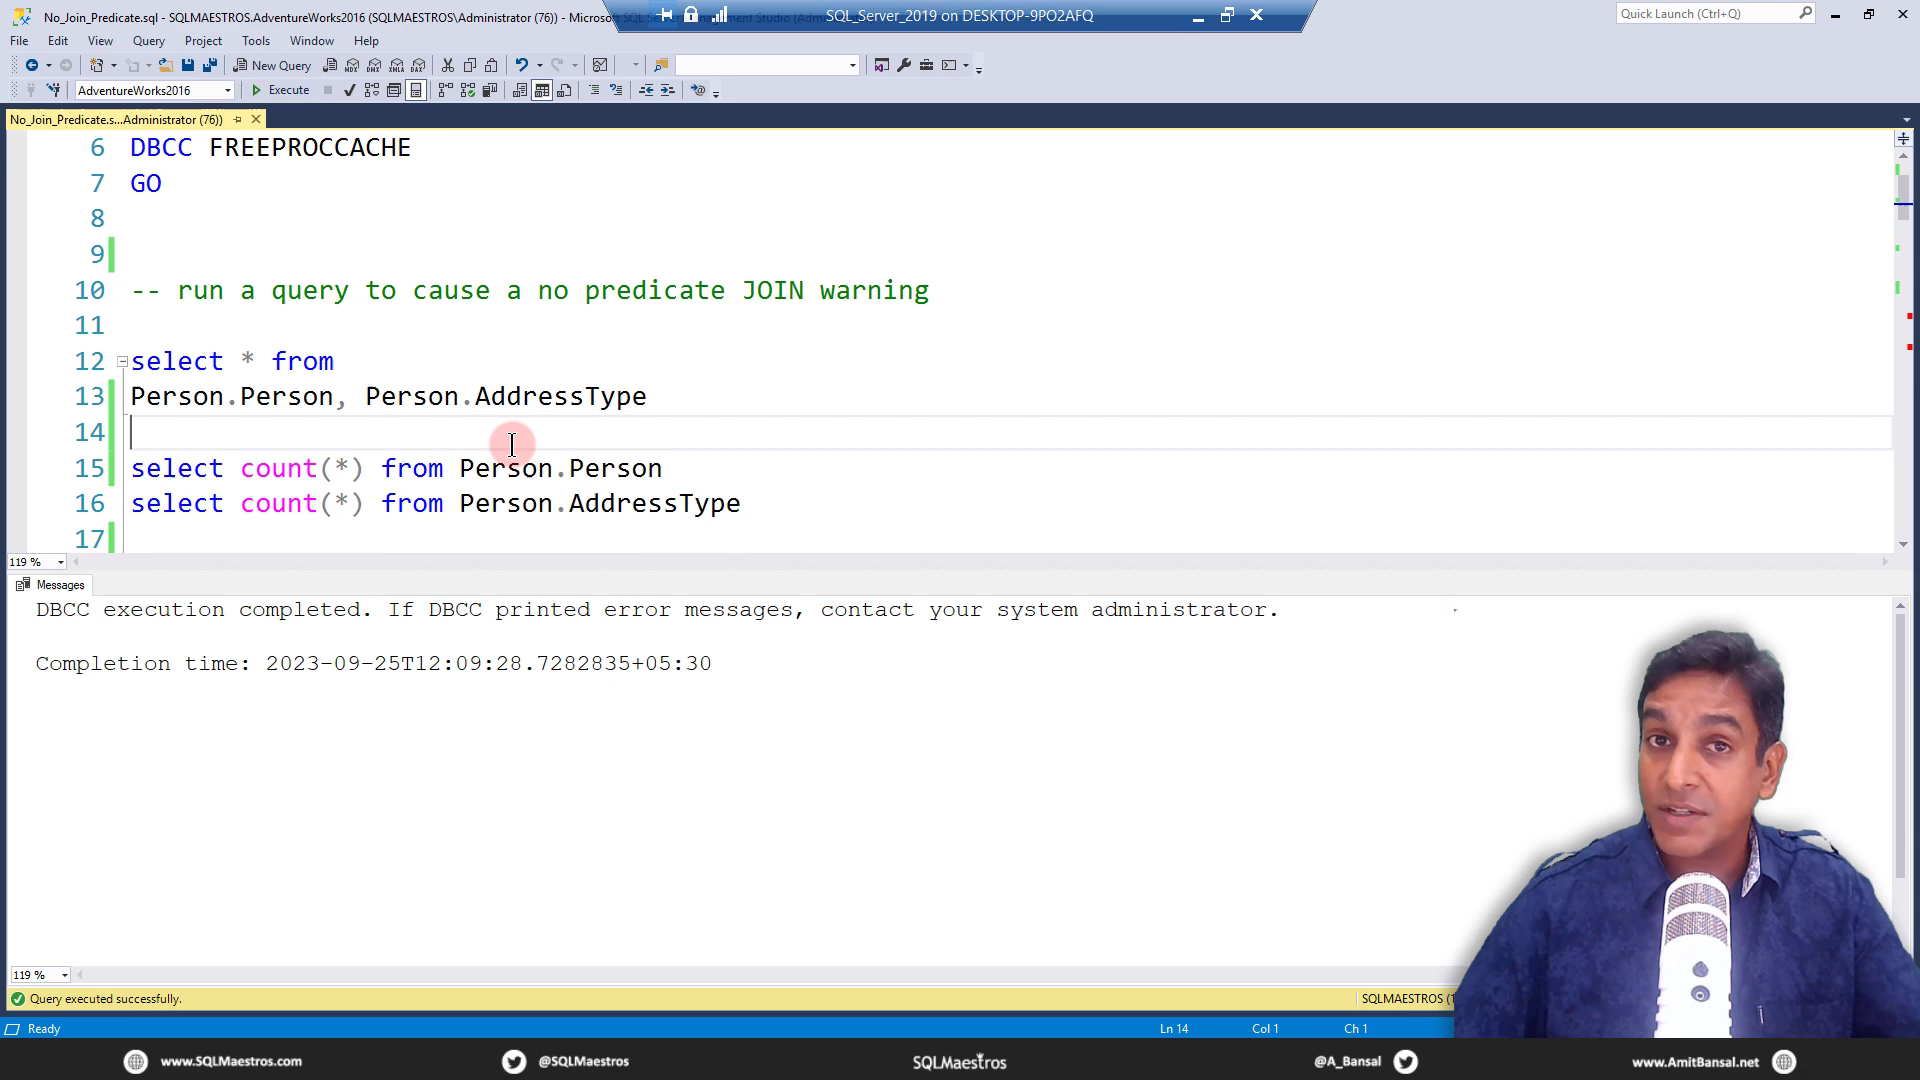 No_Join_Predicate.sql - SQLMAESTROS.AdventureWorks2016 (SQLMAESTROS\Administrator (76)) - Microsoft
SQL_Server_2019 on DESKTOP-9PO2AFQ
Quick Launch (Ctrl+Q)
File Edit View Query Project Tools Window Help
New Query
AdventureWorks2016
Execute
No_Join_Predicate.s...Administrator (76))
6 DBCC FREEPROCCACHE
7 GO
8
9
10 -- run a query to cause a no predicate JOIN warning
11
12 select * from
13 Person.Person, Person.AddressType
14
15 select count(*) from Person.Person
16 select count(*) from Person.AddressType
17
119 %
Messages
DBCC execution completed. If DBCC printed error messages, contact your system administrator.
Completion time: 2023-09-25T12:09:28.7282835+05:30
119 %
Query executed successfully.
SQLMAESTROS (1
Ready
Ln 14
Col 1
Ch 1
www.SQLMaestros.com
@SQLMaestros
SQLMaestros
@A_Bansal
www.AmitBansal.net